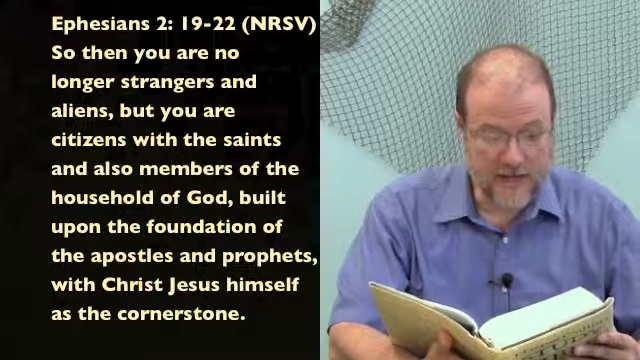 Ephesians 2: 19-22 (NRSV)
So then you are no
longer strangers and
aliens, but you are
citizens with the saints
and also members of the
household of God, built
upon the foundation of
the apostles and prophets,
with Christ Jesus himself
as the cornerstone.